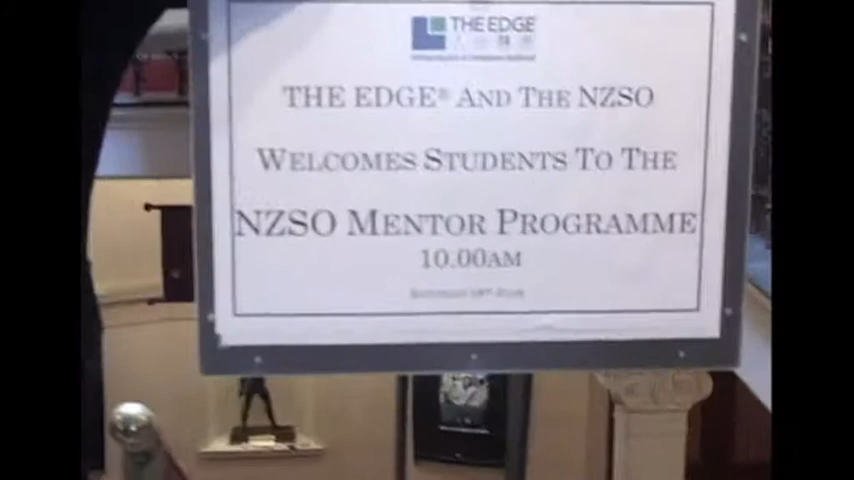 THE EDGE
THE EDGE® AND THE NZSO
WELCOMES STUDENTS TO THE
NZSO MENTOR PROGRAMME
10.00AM